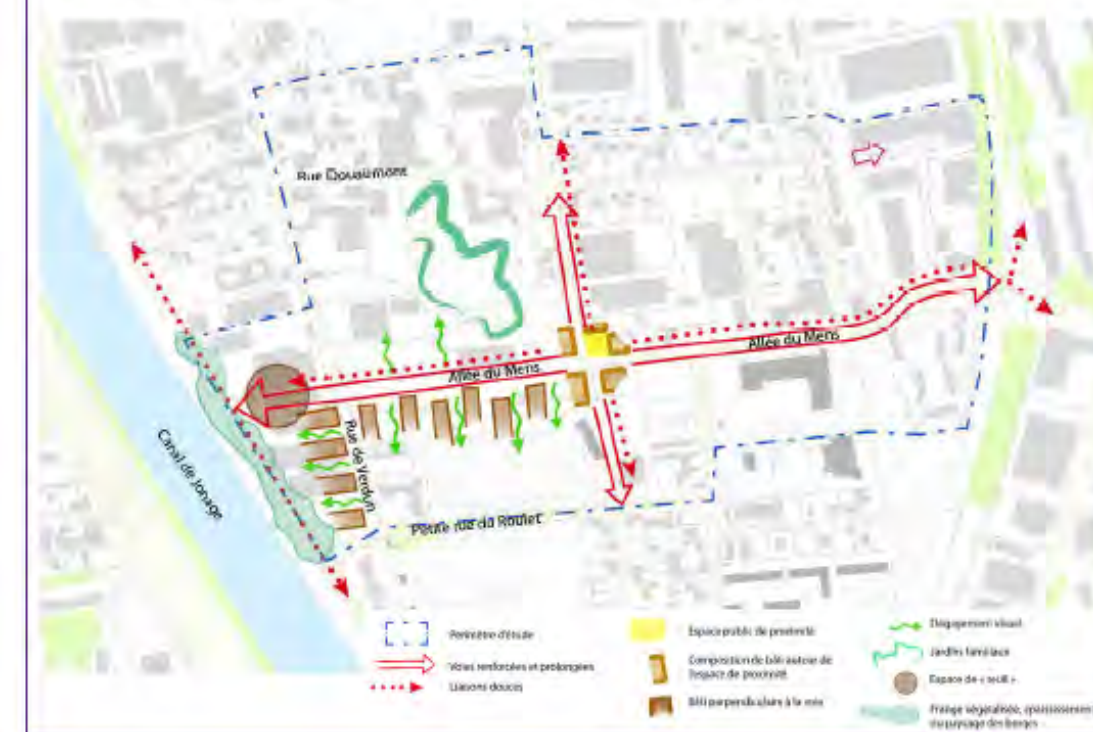 Rue Douaumont
Allée du Mens
Allée du Mens
Rue de Verdun
Canal de Jonage
Petite rue du Roulet
Périmètre d'étude
Voies renforcées et prolongées
Liaisons douces
Espace public de proximité
Composition de bâti autour de
l'espace de proximité
Bâti perpendiculaire à la voie
Dégagement visuel
Jardins familiaux
Espace de « seuil »
Frange végétalisée, épaississement
du paysage des berges